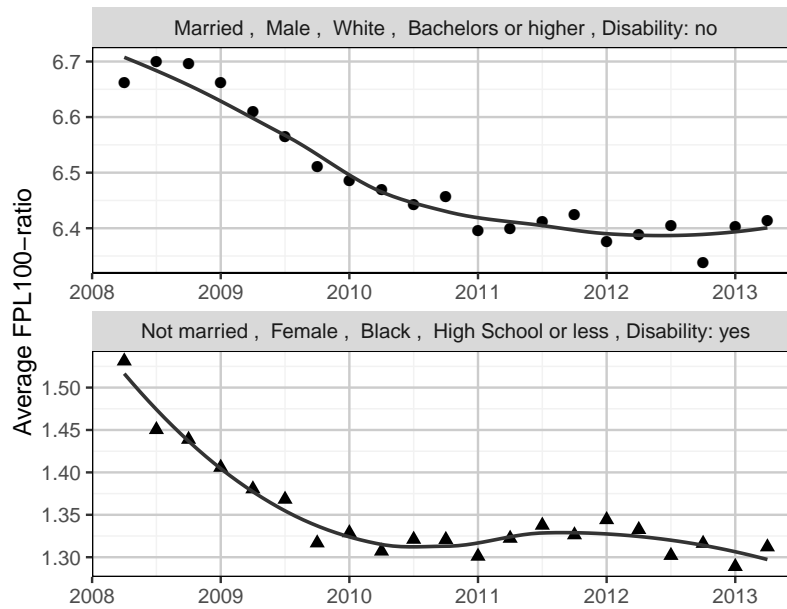 Married , Male , White , Bachelors or higher , Disability: no
6.7
6.6
6.5
6.4
2008 2009 2010 2011 2012 2013
Average FPL100−ratio
Not married , Female , Black , High School or less , Disability: yes
1.50
1.45
1.40
1.35
1.30
2008 2009 2010 2011 2012 2013